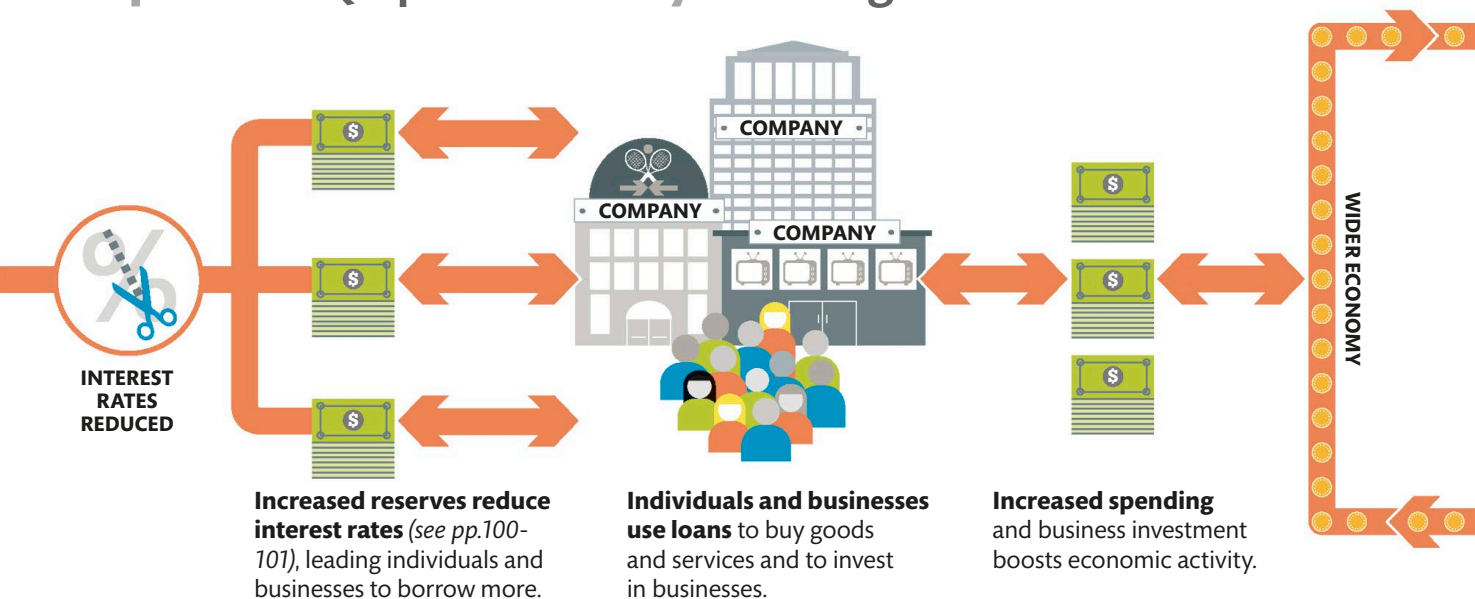 COMPANY
COMPANY
COMPANY
$
$
$
$
$
$
%
INTEREST
RATES
REDUCED
WIDER ECONOMY
Increased reserves reduce
interest rates (see pp.100-
101), leading individuals and
businesses to borrow more.
Individuals and businesses
use loans to buy goods
and services and to invest
in businesses.
Increased spending
and business investment
boosts economic activity.